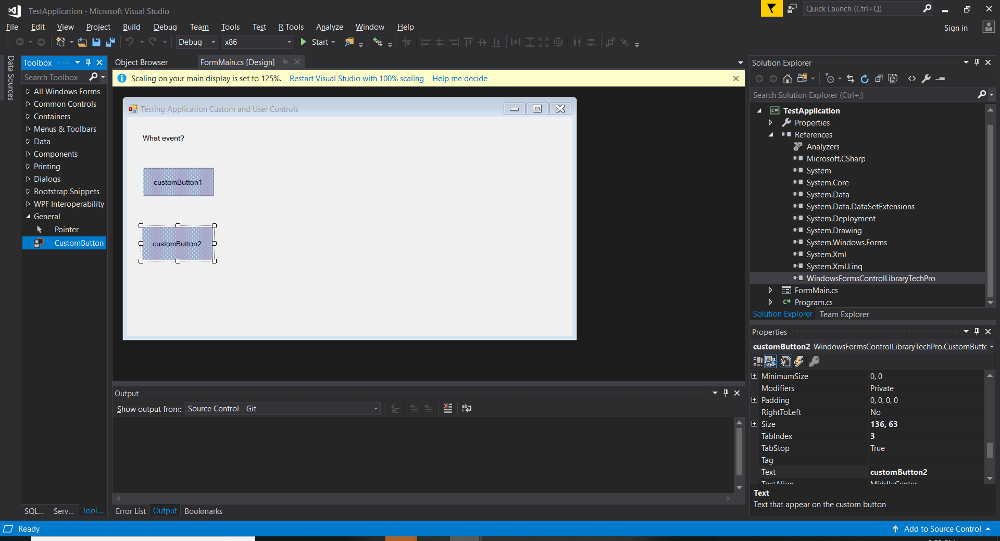 TestApplication - Microsoft Visual Studio
Quick Launch (Ctrl+Q)
File Edit View Project Build Debug Team Tools Test R Tools Analyze Window Help
Sign in
Debug x86 Start
Data Sources
Toolbox
Search Toolbox
All Windows Forms
Common Controls
Containers
Menus & Toolbars
Data
Components
Printing
Dialogs
Bootstrap Snippets
WPF Interoperability
General
Pointer
CustomButton
SQL... Serv... Tool...
Object Browser FormMain.cs [Design]
Scaling on your main display is set to 125%. Restart Visual Studio with 100% scaling Help me decide
Testing Application Custom and User Controls
What event?
customButton1
customButton2
Output
Show output from: Source Control - Git
Error List Output Bookmarks
Solution Explorer
Search Solution Explorer (Ctrl+;)
TestApplication
Properties
References
Analyzers
Microsoft.CSharp
System
System.Core
System.Data
System.Data.DataSetExtensions
System.Deployment
System.Drawing
System.Windows.Forms
System.Xml
System.Xml.Linq
WindowsFormsControlLibraryTechPro
FormMain.cs
C# Program.cs
Solution Explorer Team Explorer
Properties
customButton2 WindowsFormsControlLibraryTechPro.CustomButtc
MinimumSize 0, 0
Modifiers Private
Padding 0, 0, 0, 0
RightToLeft No
Size 136, 63
TabIndex 3
TabStop True
Tag
Text customButton2
TextAlign MiddleCenter
Text
Text that appear on the custom button
Ready
Add to Source Control